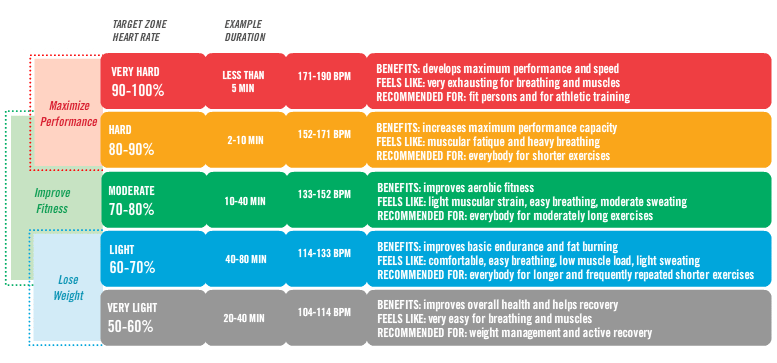 TARGET ZONE
HEART RATE
EXAMPLE
DURATION
Maximize
Performance
Improve
Fitness
Lose
Weight
VERY HARD
90-100%
LESS THAN
5 MIN
171-190 BPM
BENEFITS: develops maximum performance and speed
FEELS LIKE: very exhausting for breathing and muscles
RECOMMENDED FOR: fit persons and for athletic training
HARD
80-90%
2-10 MIN
152-171 BPM
BENEFITS: increases maximum performance capacity
FEELS LIKE: muscular fatique and heavy breathing
RECOMMENDED FOR: everybody for shorter exercises
MODERATE
70-80%
10-40 MIN
133-152 BPM
BENEFITS: improves aerobic fitness
FEELS LIKE: light muscular strain, easy breathing, moderate sweating
RECOMMENDED FOR: everybody for moderately long exercises
LIGHT
60-70%
40-80 MIN
114-133 BPM
BENEFITS: improves basic endurance and fat burning
FEELS LIKE: comfortable, easy breathing, low muscle load, light sweating
RECOMMENDED FOR: everybody for longer and frequently repeated shorter exercises
VERY LIGHT
50-60%
20-40 MIN
104-114 BPM
BENEFITS: improves overall health and helps recovery
FEELS LIKE: very easy for breathing and muscles
RECOMMENDED FOR: weight management and active recovery